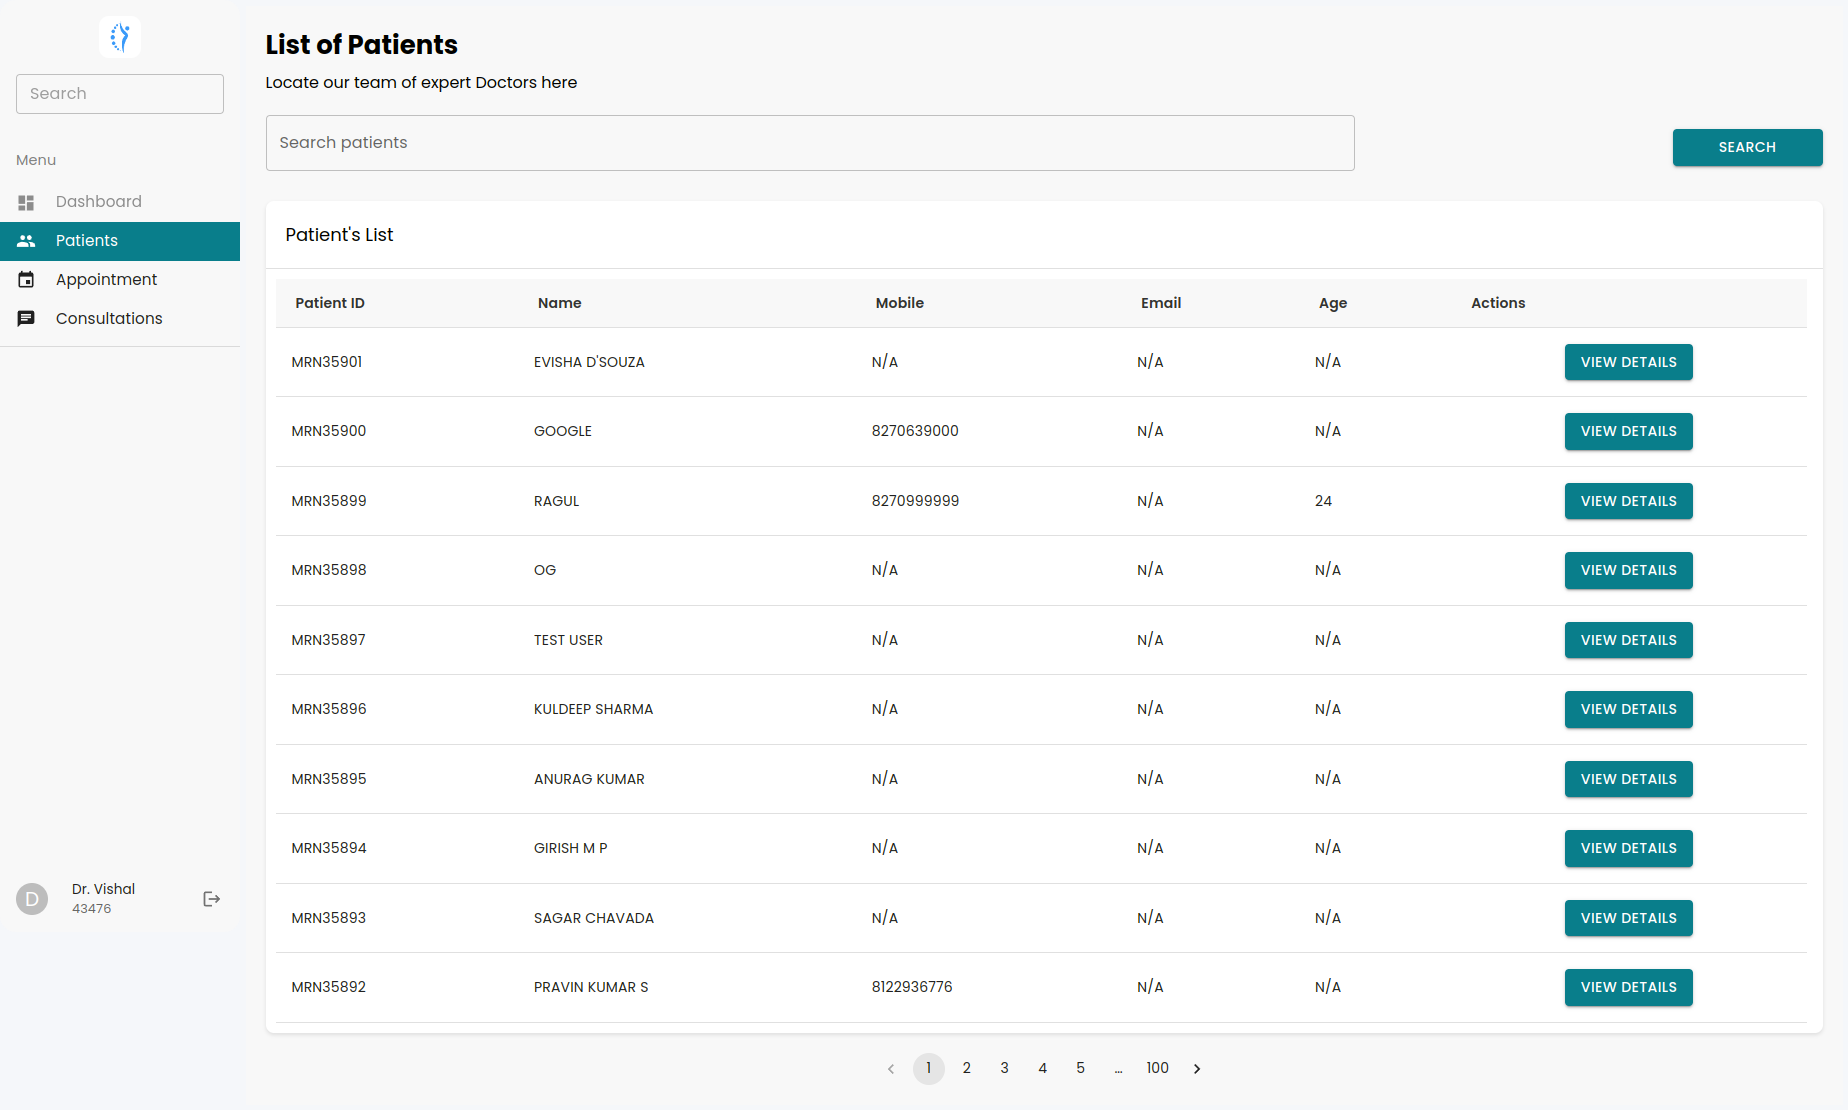 Search
Menu
Dashboard
Patients
Appointment
Consultations
D
Dr. Vishal
43476
List of Patients
Locate our team of expert Doctors here
Search patients
SEARCH
Patient's List
Patient ID Name Mobile Email Age Actions
MRN35901 EVISHA D'SOUZA N/A N/A N/A VIEW DETAILS
MRN35900 GOOGLE 8270639000 N/A N/A VIEW DETAILS
MRN35899 RAGUL 8270999999 N/A 24 VIEW DETAILS
MRN35898 OG N/A N/A N/A VIEW DETAILS
MRN35897 TEST USER N/A N/A N/A VIEW DETAILS
MRN35896 KULDEEP SHARMA N/A N/A N/A VIEW DETAILS
MRN35895 ANURAG KUMAR N/A N/A N/A VIEW DETAILS
MRN35894 GIRISH M P N/A N/A N/A VIEW DETAILS
MRN35893 SAGAR CHAVADA N/A N/A N/A VIEW DETAILS
MRN35892 PRAVIN KUMAR S 8122936776 N/A N/A VIEW DETAILS
1 2 3 4 5 … 100